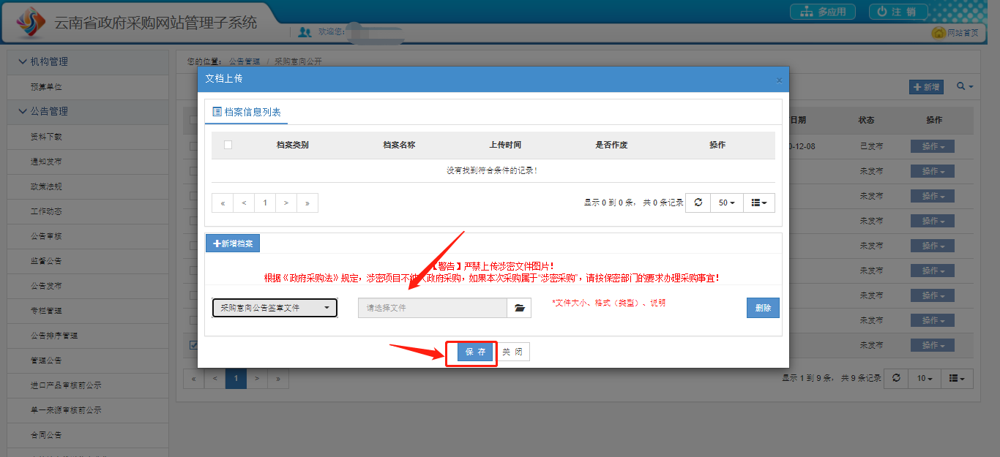 云南省政府采购网站管理子系统
多应用
注 销
欢迎您:
网站首页
机构管理
预算单位
公告管理
资料下载
通知发布
政策法规
工作动态
公告审核
监督公告
公告发布
专栏管理
公告排序管理
管理公告
进口产品审核前公示
单一来源审核前公示
合同公告
您的位置: 公告管理 / 采购意向公开
新增
日期 状态 操作
0-12-08 已发布 操作
未发布 操作
未发布 操作
未发布 操作
未发布 操作
未发布 操作
未发布 操作
未发布 操作
未发布 操作
文档上传 ×
档案信息列表
档案类别 档案名称 上传时间 是否作废 操作
没有找到符合条件的记录!
« < 1 > »
显示 0 到 0 条, 共 0 条记录 50
新增档案
【警告】严禁上传涉密文件图片!
根据《政府采购法》规定, 涉密项目不纳入政府采购, 如果本次采购属于"涉密采购", 请按保密部门的要求办理采购事宜!
采购意向公告签章文件
请选择文件
*文件大小、格式(类型)、说明
删除
保 存
关 闭
« < 1 > »
显示 1 到 9 条, 共 9 条记录 10